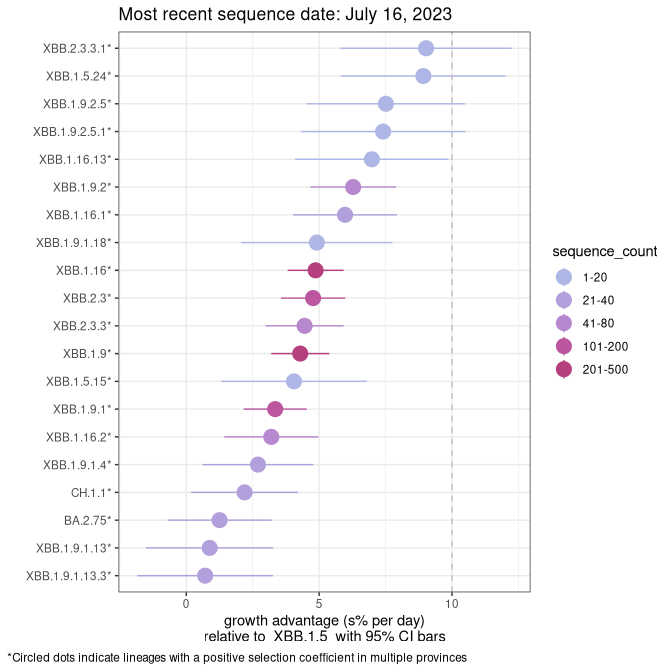 Most recent sequence date: July 16, 2023
XBB.2.3.3.1*
XBB.1.5.24*
XBB.1.9.2.5*
XBB.1.9.2.5.1*
XBB.1.16.13*
XBB.1.9.2*
XBB.1.16.1*
XBB.1.9.1.18*
XBB.1.16*
XBB.2.3*
XBB.2.3.3*
XBB.1.9*
XBB.1.5.15*
XBB.1.9.1*
XBB.1.16.2*
XBB.1.9.1.4*
CH.1.1*
BA.2.75*
XBB.1.9.1.13*
XBB.1.9.1.13.3*
0 5 10
growth advantage (s% per day)
relative to XBB.1.5 with 95% CI bars
sequence_count
1-20
21-40
41-80
101-200
201-500
*Circled dots indicate lineages with a positive selection coefficient in multiple provinces